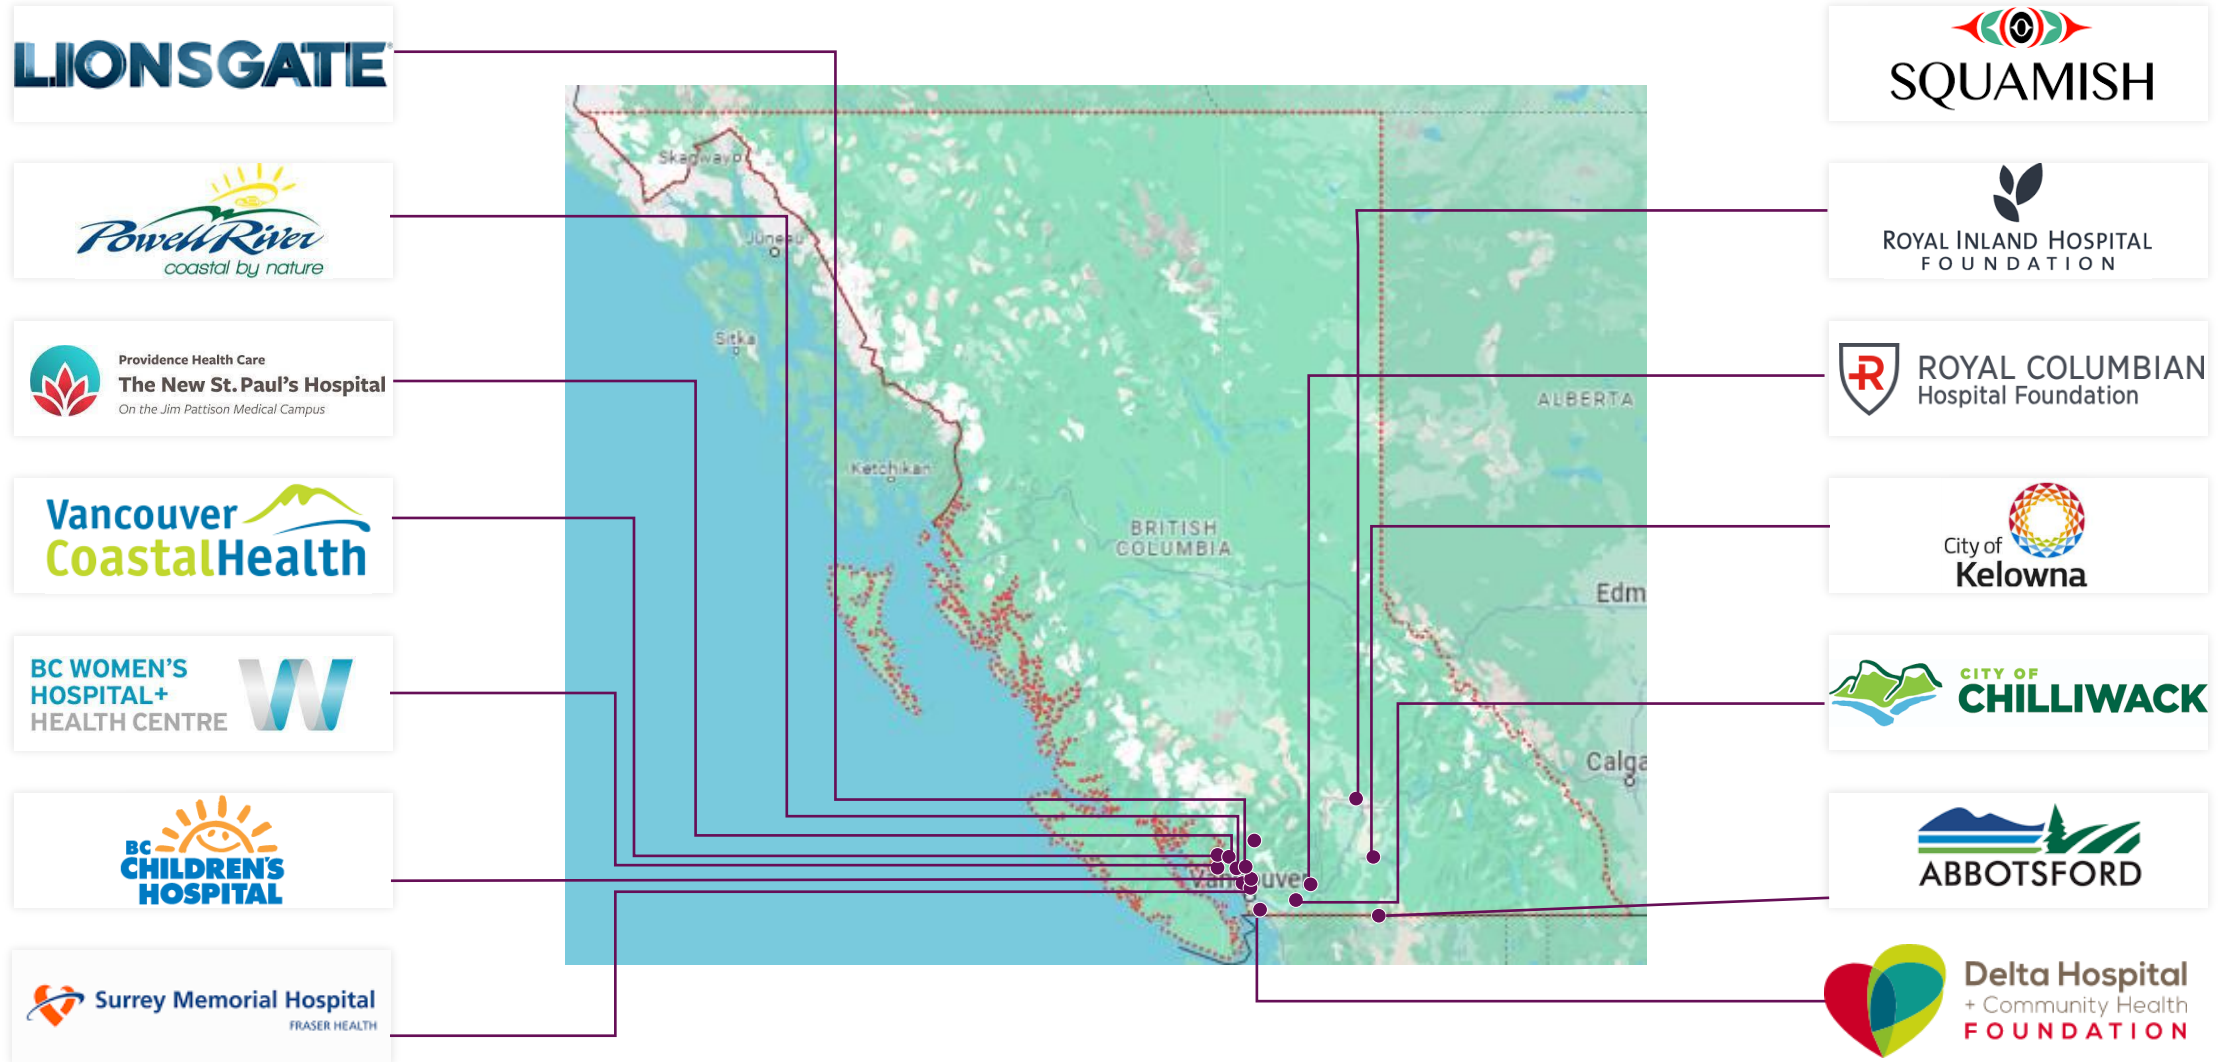 LIONSGATE
Powell River
coastal by nature
Providence Health Care
The New St. Paul's Hospital
On the Jim Pattison Medical Campus
Vancouver
CoastalHealth
BC WOMEN'S
HOSPITAL+
HEALTH CENTRE
BC
CHILDREN'S
HOSPITAL
Surrey Memorial Hospital
FRASER HEALTH
Skagway
Juneau
Sitka
Ketchikan
BRITISH
COLUMBIA
ALBERTA
Edm
Calga
Vancouver
SQUAMISH
ROYAL INLAND HOSPITAL
FOUNDATION
R
ROYAL COLUMBIAN
Hospital Foundation
City of
Kelowna
CITY OF
CHILLIWACK
ABBOTSFORD
Delta Hospital
+ Community Health
FOUNDATION